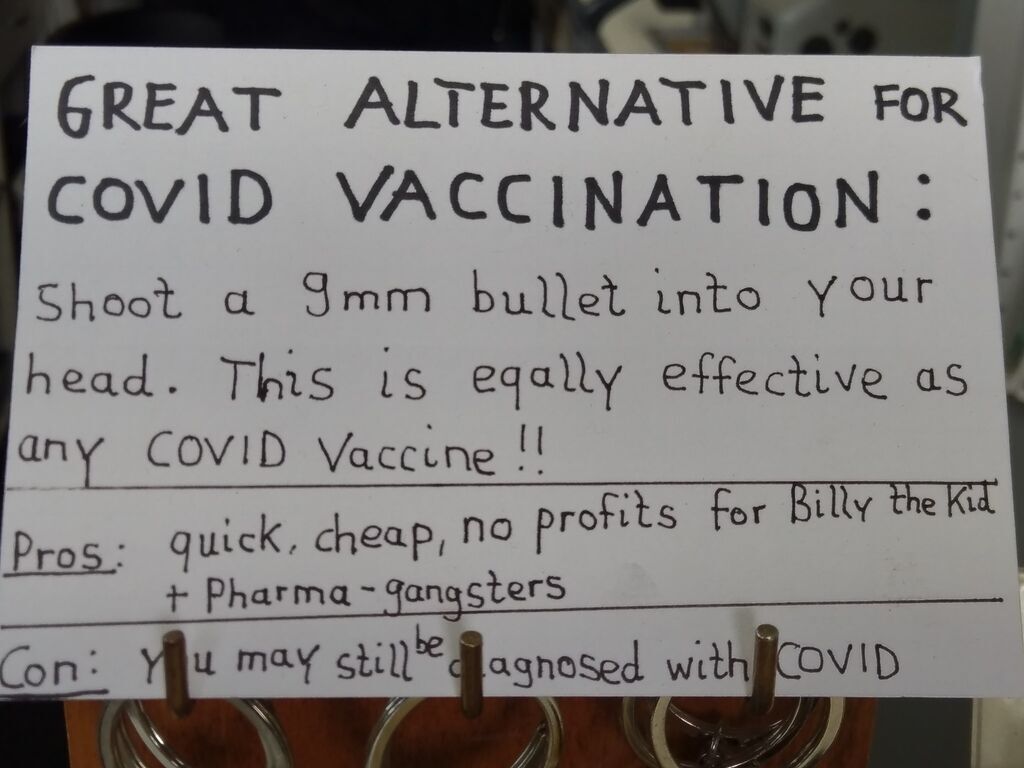 GREAT ALTERNATIVE FOR
COVID VACCINATION:
Shoot a 9mm bullet into your
head. This is eqally effective as
any COVID Vaccine!!
Pros: quick, cheap, no profits for Billy the Kid
+ Pharma-gangsters
Con: You may still be diagnosed with COVID